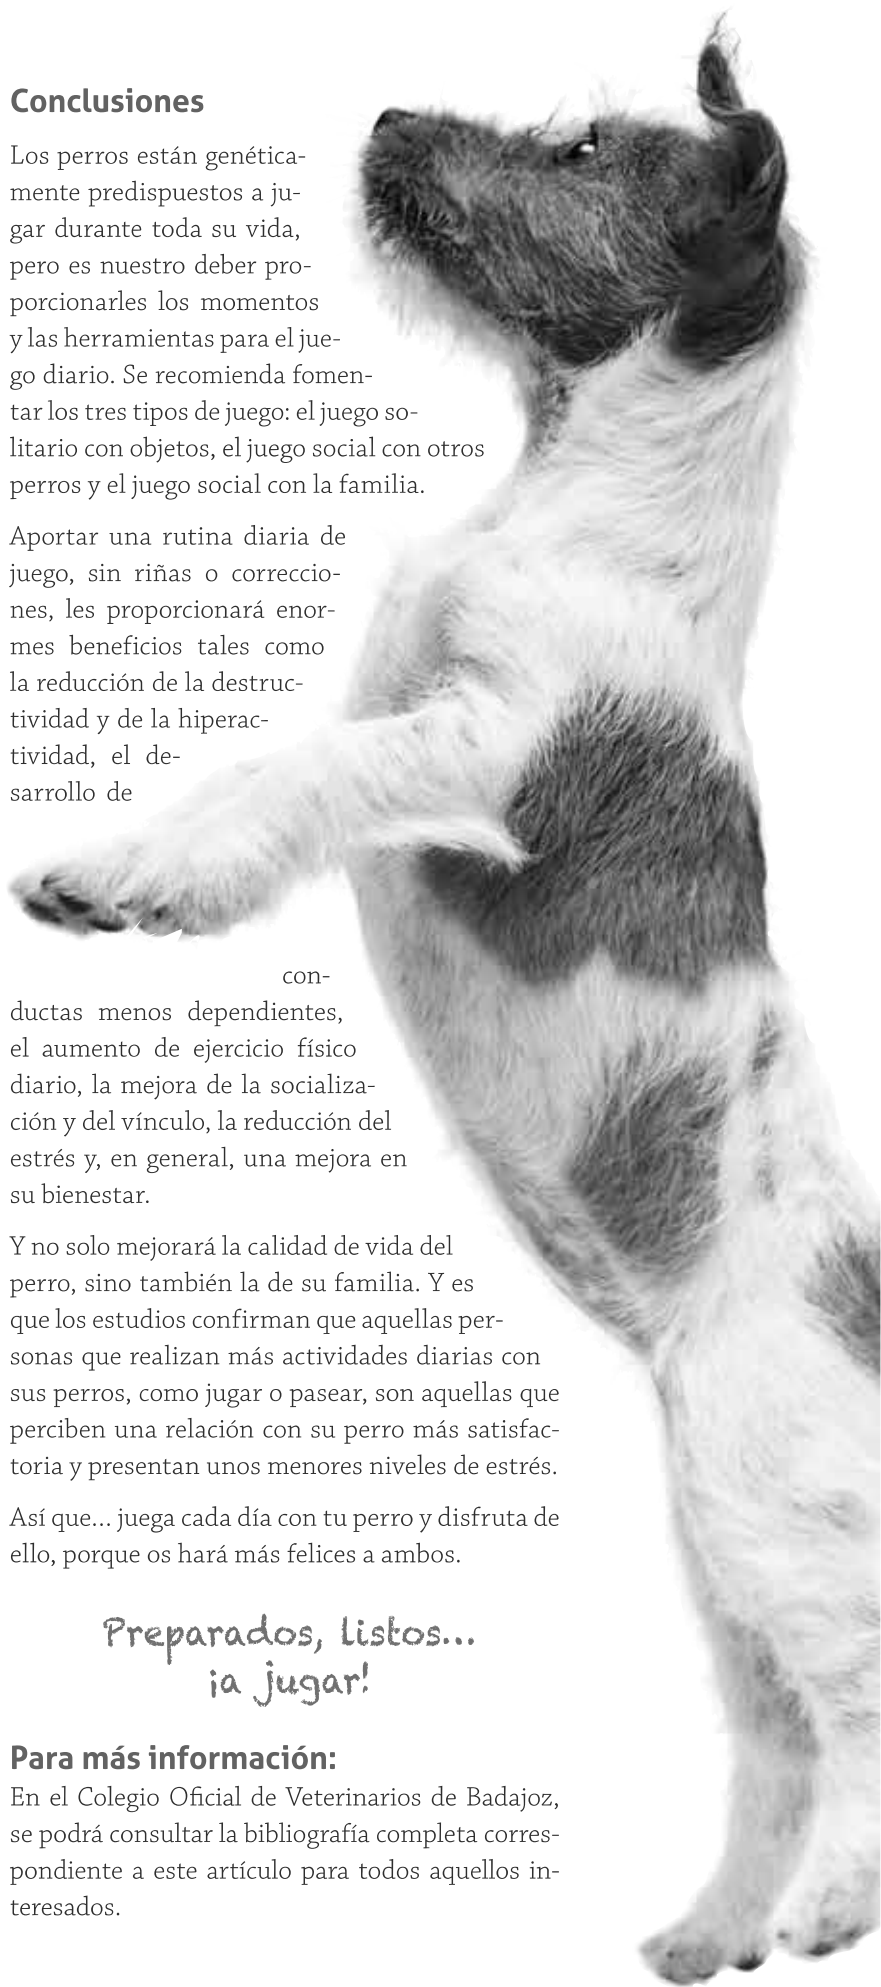 Conclusiones
Los perros están genética-
mente predispuestos a ju-
gar durante toda su vida,
pero es nuestro deber pro-
porcionarles los momentos
y las herramientas para el jue-
go diario. Se recomienda fomen-
tar los tres tipos de juego: el juego so-
litario con objetos, el juego social con otros
perros y el juego social con la familia.
Aportar una rutina diaria de
juego, sin riñas o correccio-
nes, les proporcionará enor-
mes beneficios tales como
la reducción de la destruc-
tividad y de la hiperac-
tividad, el de-
sarrollo de
con-
ductas menos dependientes,
el aumento de ejercicio físico
diario, la mejora de la socializa-
ción y del vínculo, la reducción del
estrés y, en general, una mejora en
su bienestar.
Y no solo mejorará la calidad de vida del
perro, sino también la de su familia. Y es
que los estudios confirman que aquellas per-
sonas que realizan más actividades diarias con
sus perros, como jugar o pasear, son aquellas que
perciben una relación con su perro más satisfac-
toria y presentan unos menores niveles de estrés.
Así que... juega cada día con tu perro y disfruta de
ello, porque os hará más felices a ambos.
Preparados, listos...
¡a jugar!
Para más información:
En el Colegio Oficial de Veterinarios de Badajoz,
se podrá consultar la bibliografía completa corres-
pondiente a este artículo para todos aquellos in-
teresados.